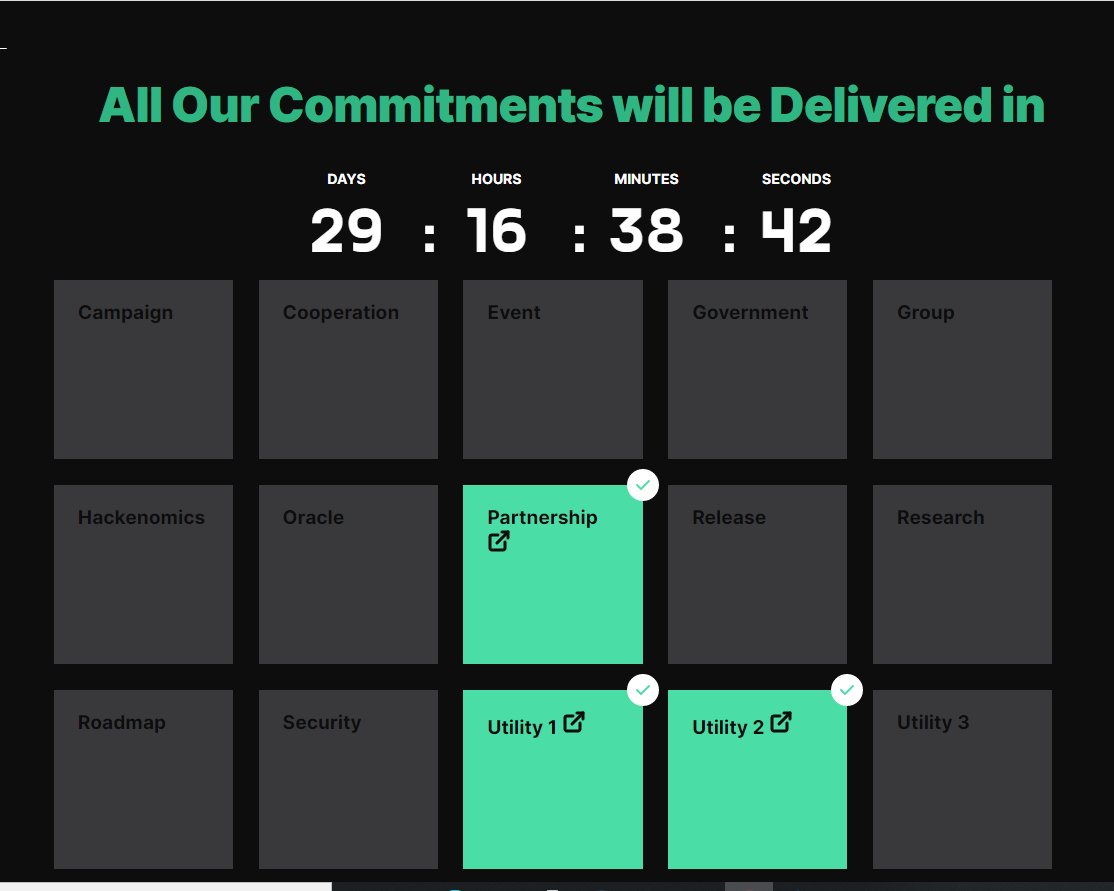 All Our Commitments will be Delivered in
DAYS HOURS MINUTES SECONDS
29 : 16 : 38 : 42
Campaign Cooperation Event Government Group
Hackenomics Oracle Partnership Release Research
Roadmap Security Utility 1 Utility 2 Utility 3